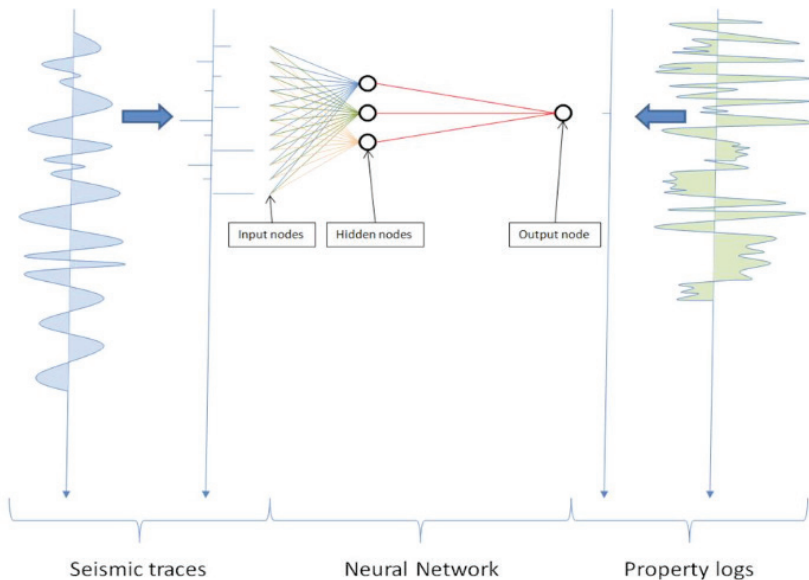 Input nodes
Hidden nodes
Output node
Seismic traces
Neural Network
Property logs